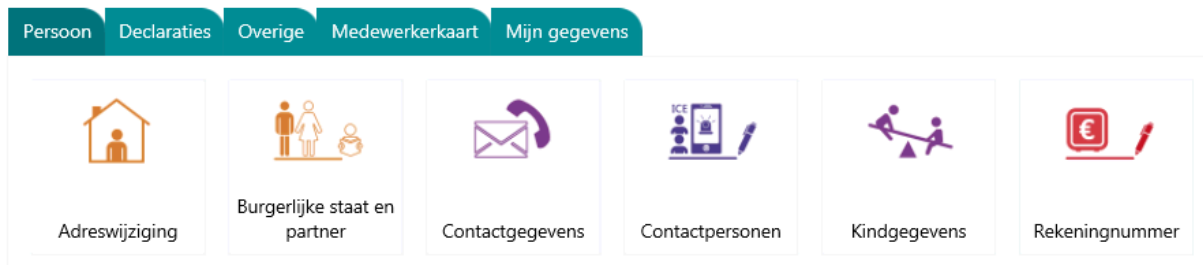 Persoon Declaraties Overige Medewerkerkaart Mijn gegevens
ICE
€
Burgerlijke staat en
Adreswijziging partner Contactgegevens Contactpersonen Kindgegevens Rekeningnummer